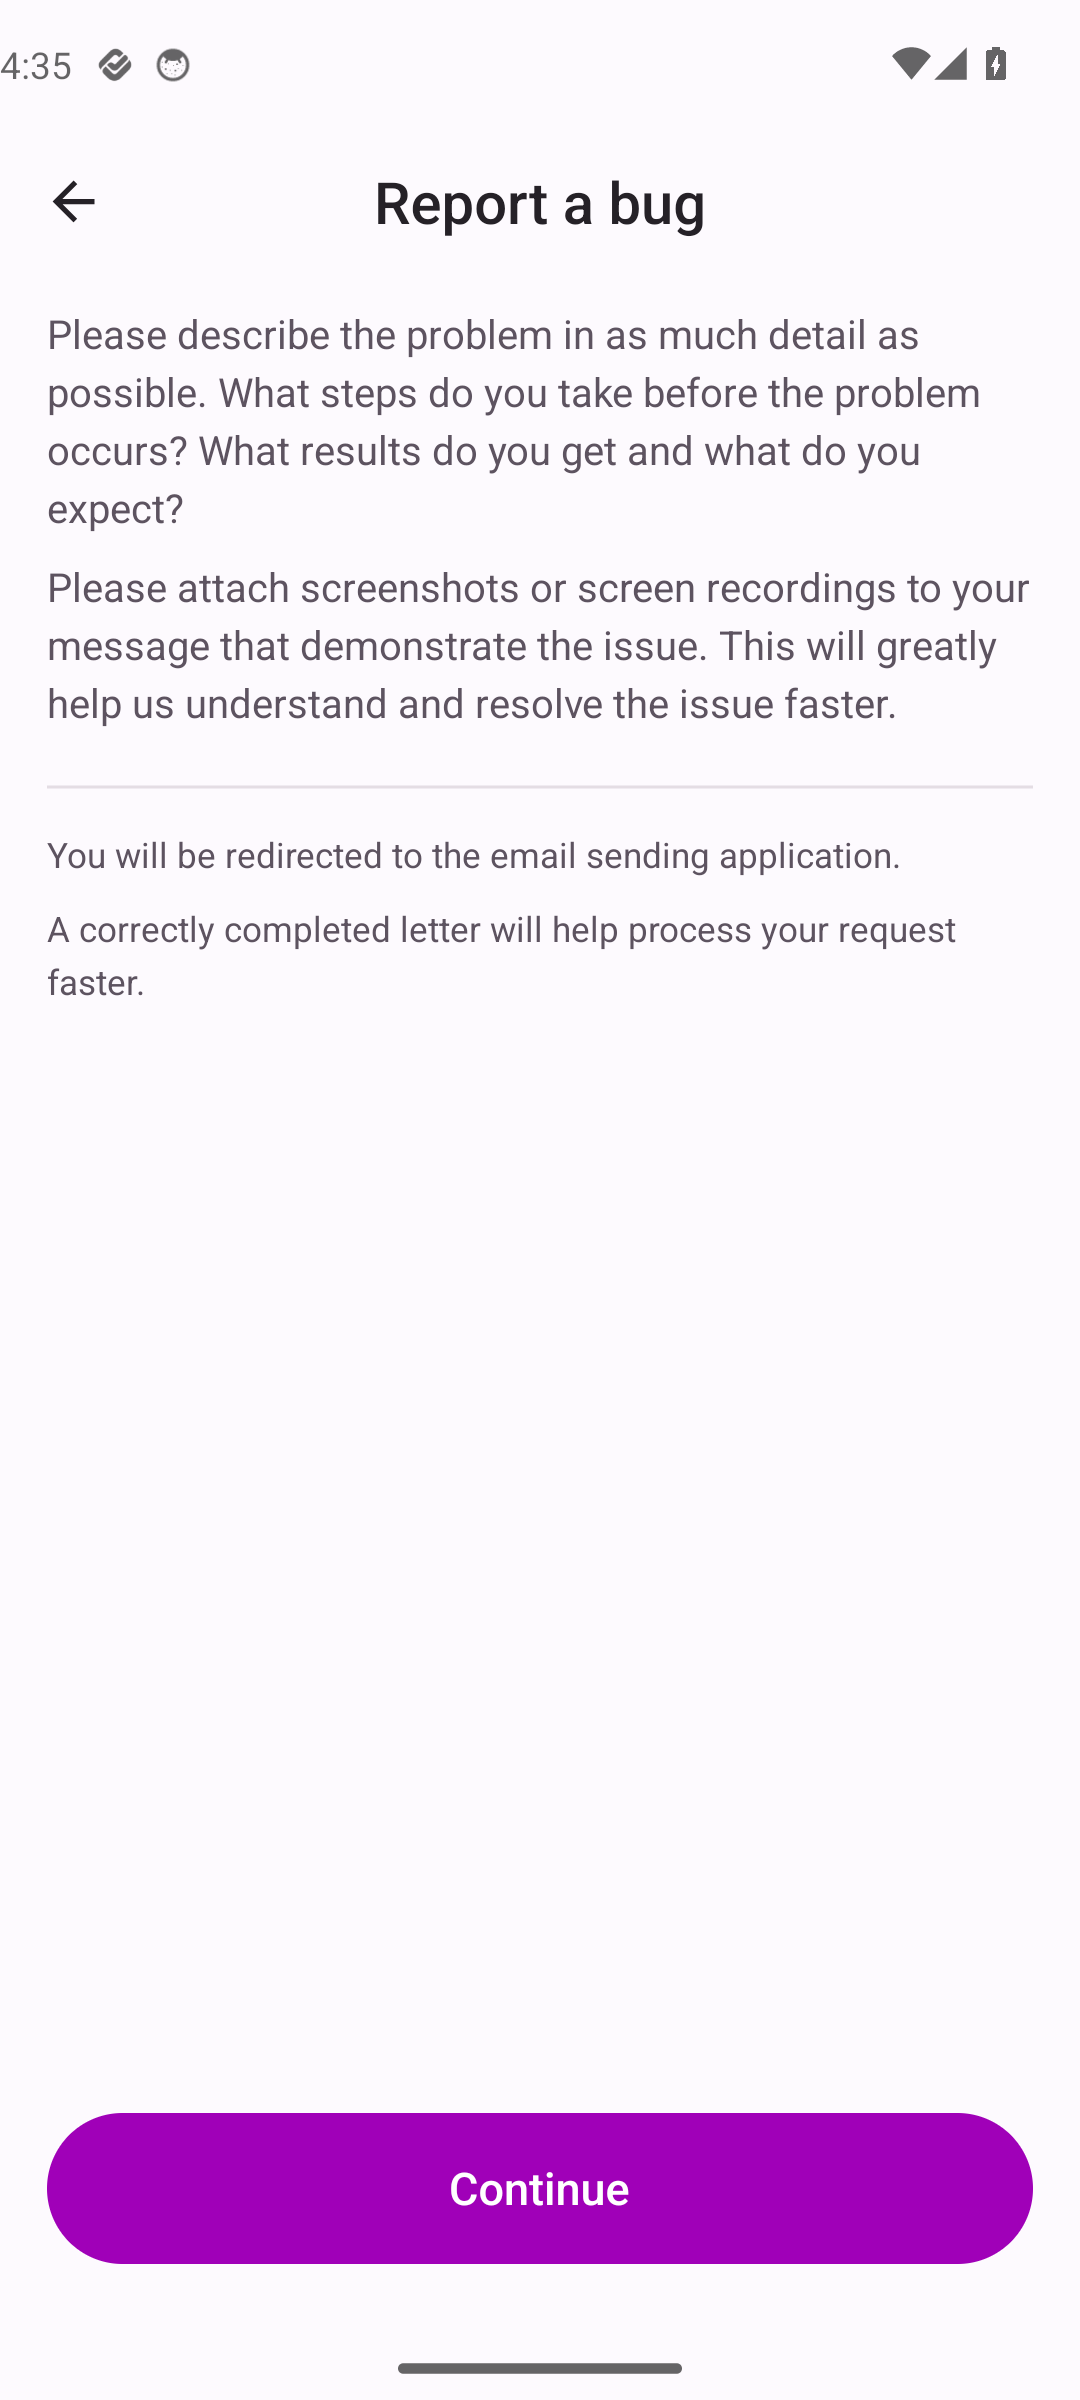 4:35
Report a bug
Please describe the problem in as much detail as
possible. What steps do you take before the problem
occurs? What results do you get and what do you
expect?
Please attach screenshots or screen recordings to your
message that demonstrate the issue. This will greatly
help us understand and resolve the issue faster.
You will be redirected to the email sending application.
A correctly completed letter will help process your request
faster.
Continue